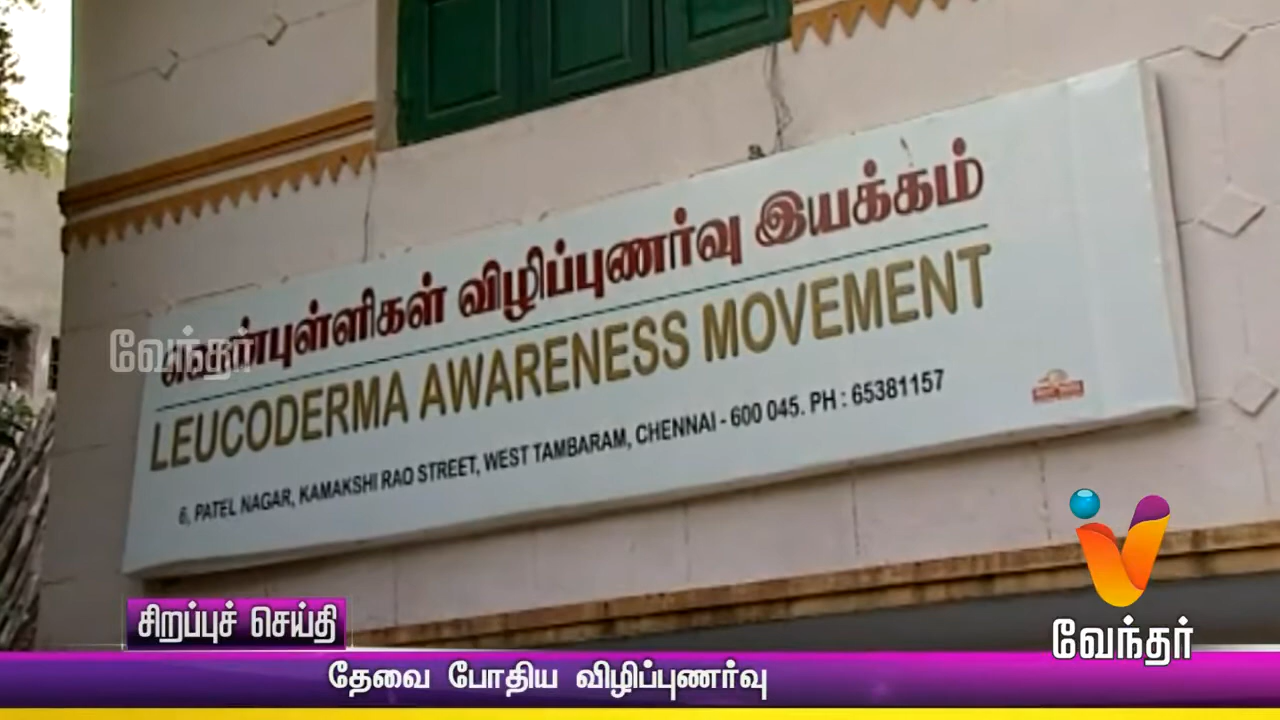 வெண்புள்ளிகள் விழிப்புணர்வு இயக்கம்
LEUCODERMA AWARENESS MOVEMENT
6, PATEL NAGAR, KAMAKSHI RAO STREET, WEST TAMBARAM, CHENNAI - 600 045. PH : 65381157
வேந்தர்
சிறப்புச் செய்தி
வேந்தர்
தேவை போதிய விழிப்புணர்வு